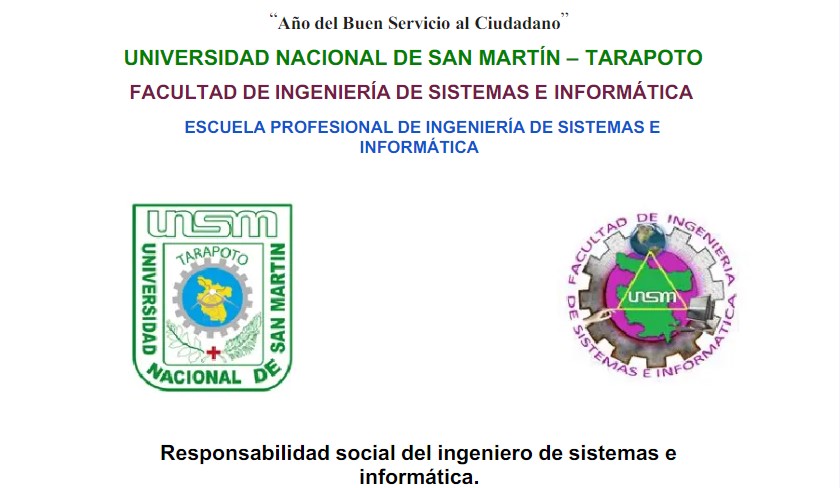 “Año del Buen Servicio al Ciudadano”
UNIVERSIDAD NACIONAL DE SAN MARTÍN – TARAPOTO
FACULTAD DE INGENIERÍA DE SISTEMAS E INFORMÁTICA
ESCUELA PROFESIONAL DE INGENIERÍA DE SISTEMAS E
INFORMÁTICA
UNSM
TARAPOTO
UNIVERSIDAD
NACIONAL DE
SAN MARTIN
FACULTAD DE INGENIERIA
UNSM
DE SISTEMAS E INFORMATICA
Responsabilidad social del ingeniero de sistemas e
informática.